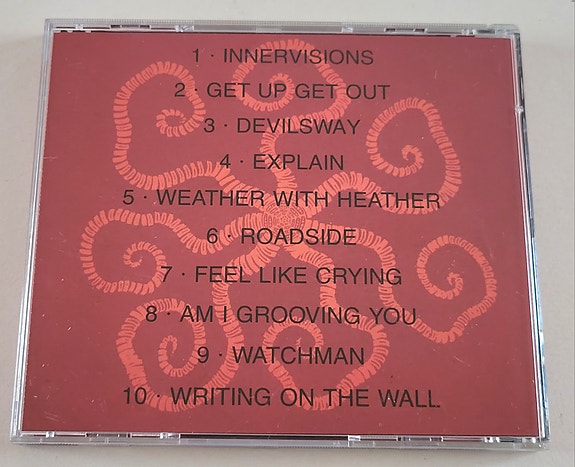 1 · INNERVISIONS
2 · GET UP GET OUT
3 · DEVILSWAY
4 · EXPLAIN
5 · WEATHER WITH HEATHER
6 · ROADSIDE
7 · FEEL LIKE CRYING
8 · AM I GROOVING YOU
9 · WATCHMAN
10 · WRITING ON THE WALL